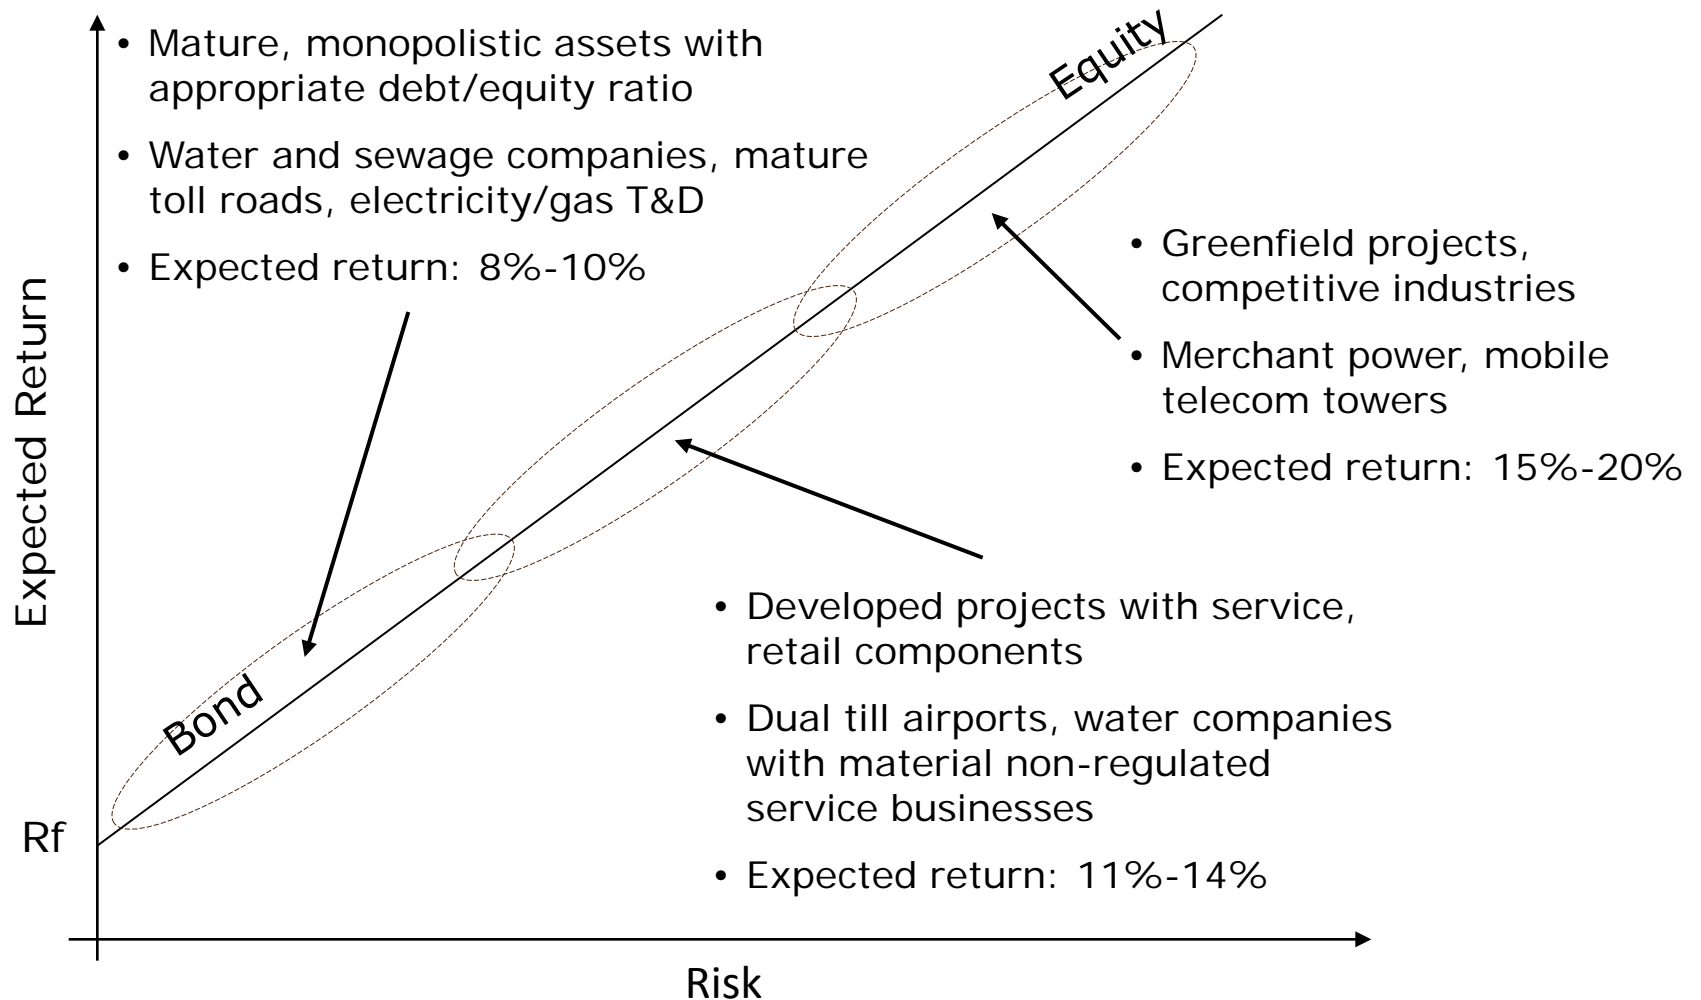 • Mature, monopolistic assets with
appropriate debt/equity ratio
• Water and sewage companies, mature
toll roads, electricity/gas T&D
• Expected return: 8%-10%
Equity
• Greenfield projects,
competitive industries
• Merchant power, mobile
telecom towers
• Expected return: 15%-20%
Expected Return
• Developed projects with service,
retail components
• Dual till airports, water companies
with material non-regulated
service businesses
• Expected return: 11%-14%
Bond
Rf
Risk